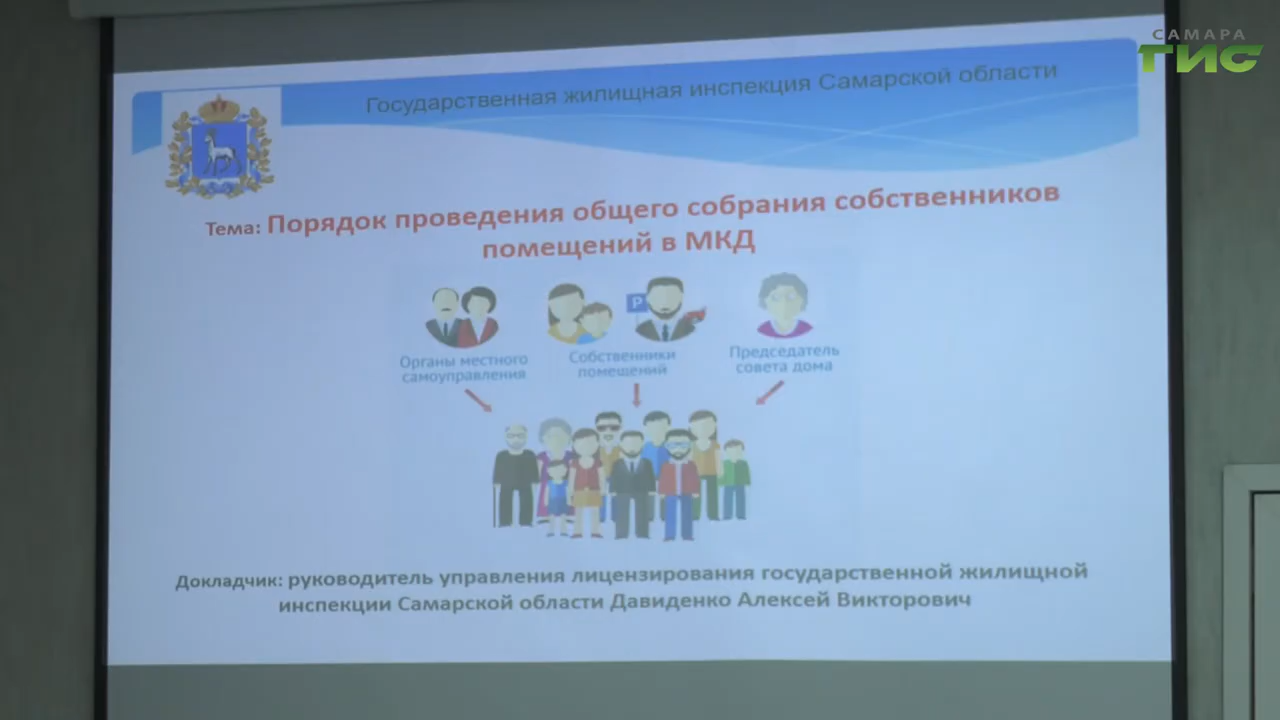 САМАРА
ГИС
Государственная жилищная инспекция Самарской области
Тема: Порядок проведения общего собрания собственников
помещений в МКД
P
Органы местного
самоуправления
Собственники
помещений
Председатель
совета дома
Докладчик: руководитель управления лицензирования государственной жилищной
инспекции Самарской области Давиденко Алексей Викторович